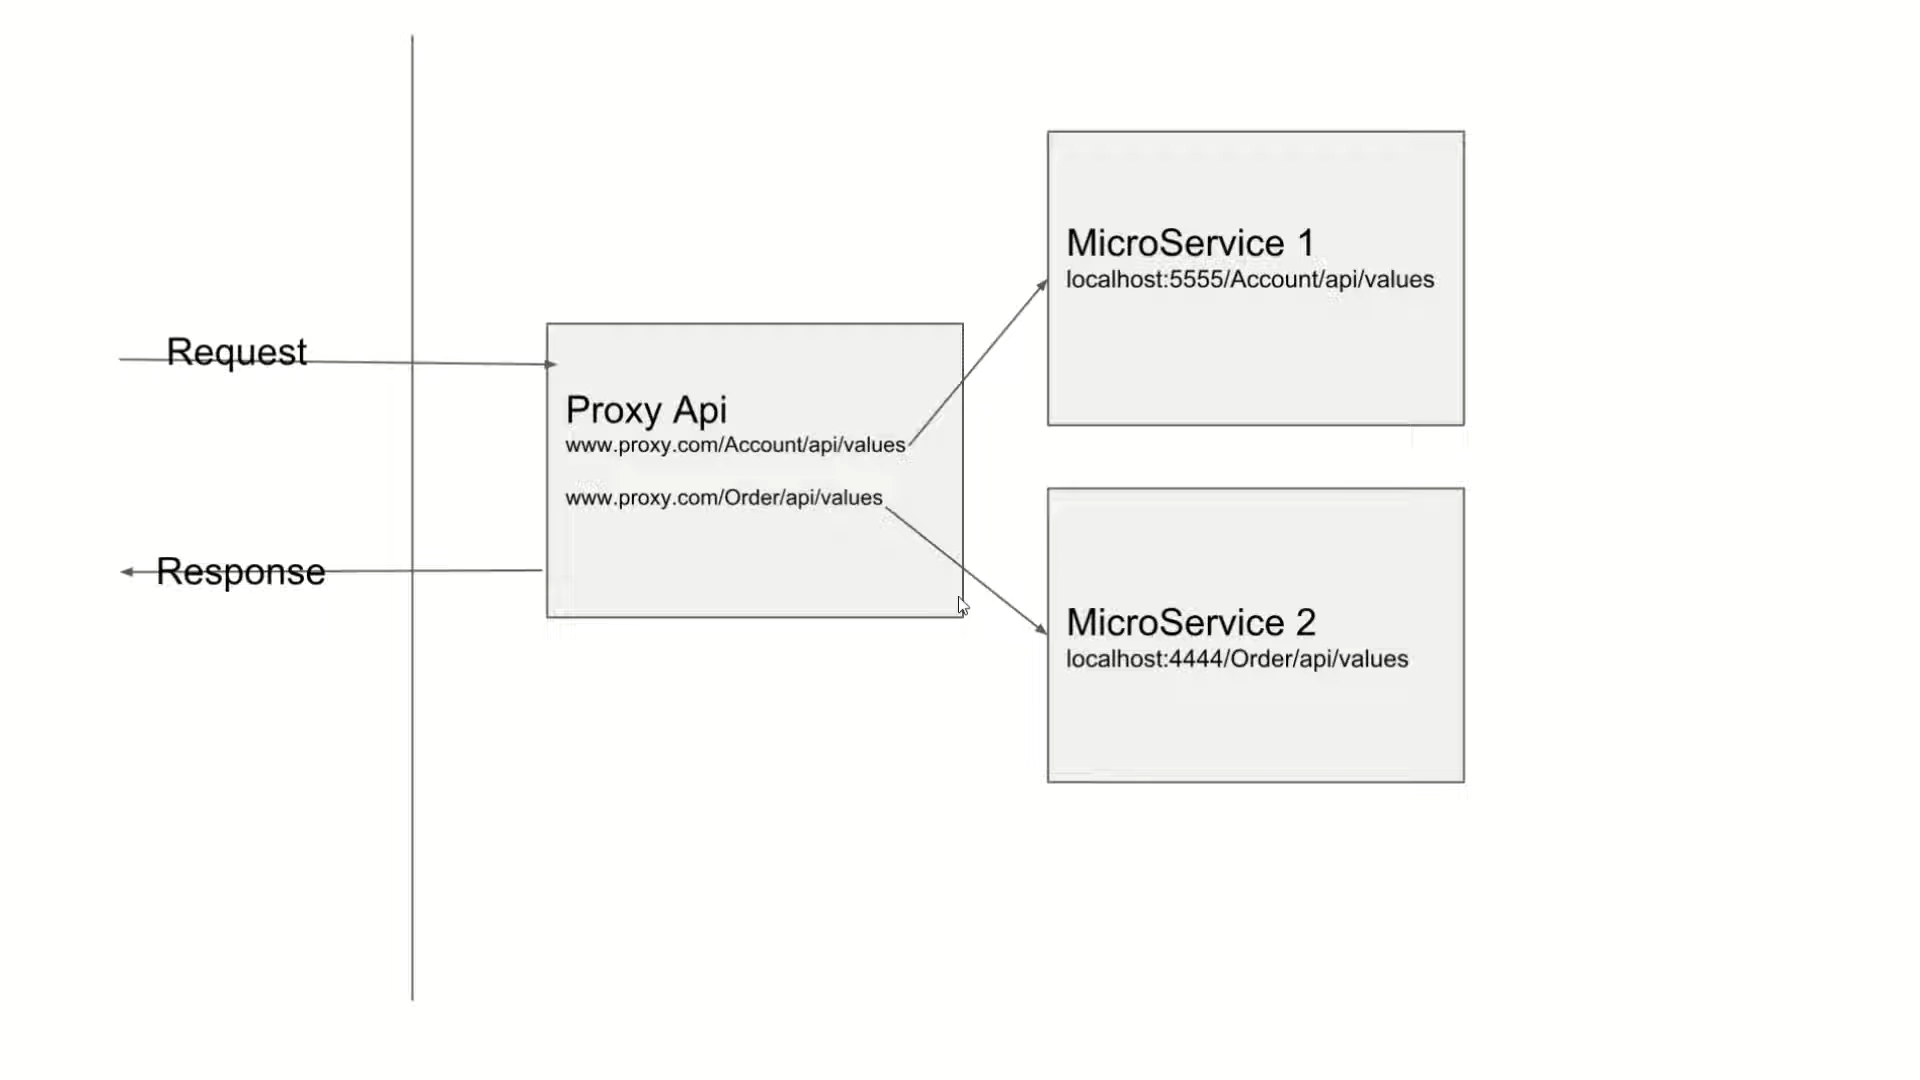 Request
Response
Proxy Api
www.proxy.com/Account/api/values
www.proxy.com/Order/api/values
MicroService 1
localhost:5555/Account/api/values
MicroService 2
localhost:4444/Order/api/values